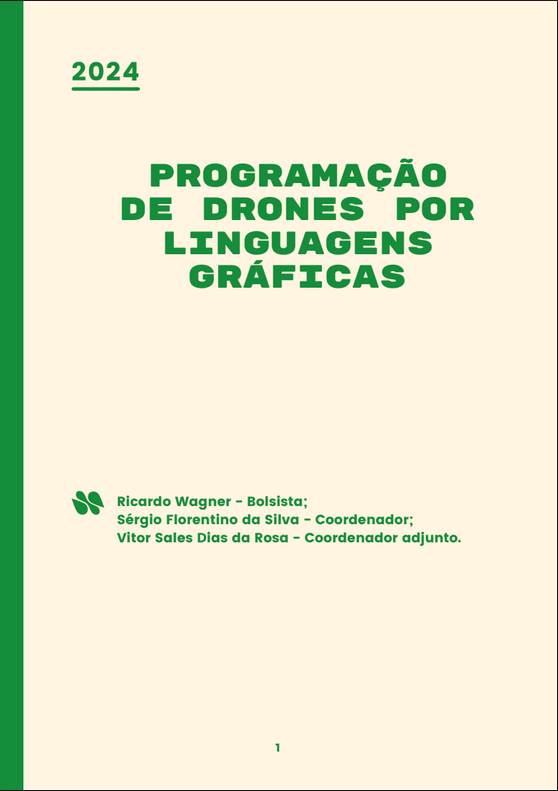 2024
PROGRAMAÇÃO
DE DRONES POR
LINGUAGENS
GRÁFICAS
Ricardo Wagner - Bolsista;
Sérgio Florentino da Silva - Coordenador;
Vitor Sales Dias da Rosa - Coordenador adjunto.
1